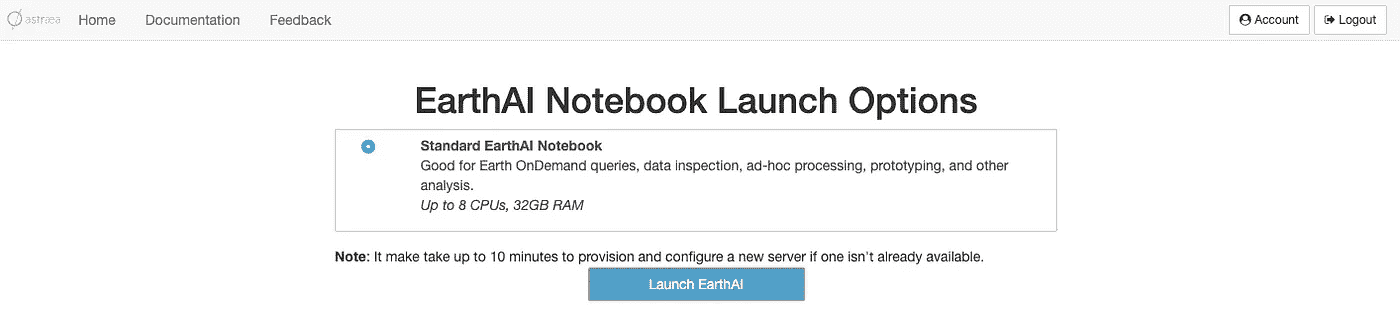 astræa Home Documentation Feedback Account Logout
EarthAI Notebook Launch Options
Standard EarthAI Notebook
Good for Earth OnDemand queries, data inspection, ad-hoc processing, prototyping, and other
analysis.
Up to 8 CPUs, 32GB RAM
Note: It make take up to 10 minutes to provision and configure a new server if one isn't already available.
Launch EarthAI